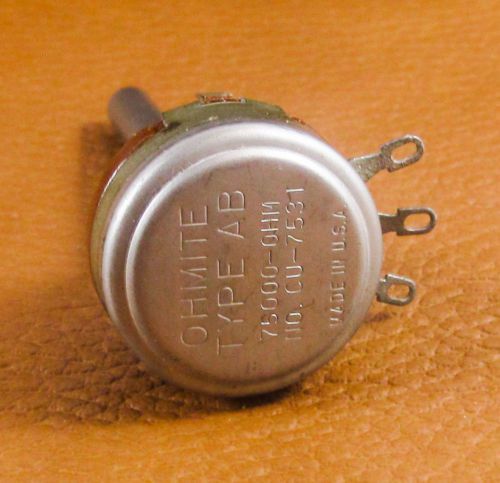 OHMITE
TYPE AB
75000-OHM
NO. CU-7531
MADE IN U.S.A.